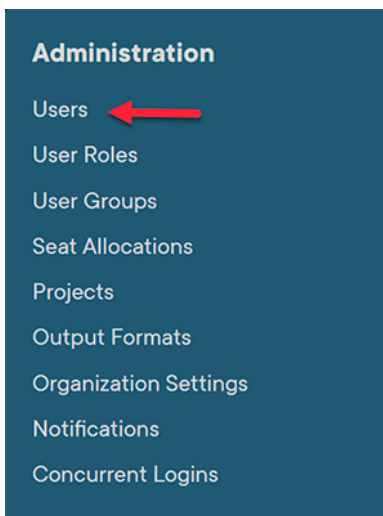 Administration
Users
User Roles
User Groups
Seat Allocations
Projects
Output Formats
Organization Settings
Notifications
Concurrent Logins